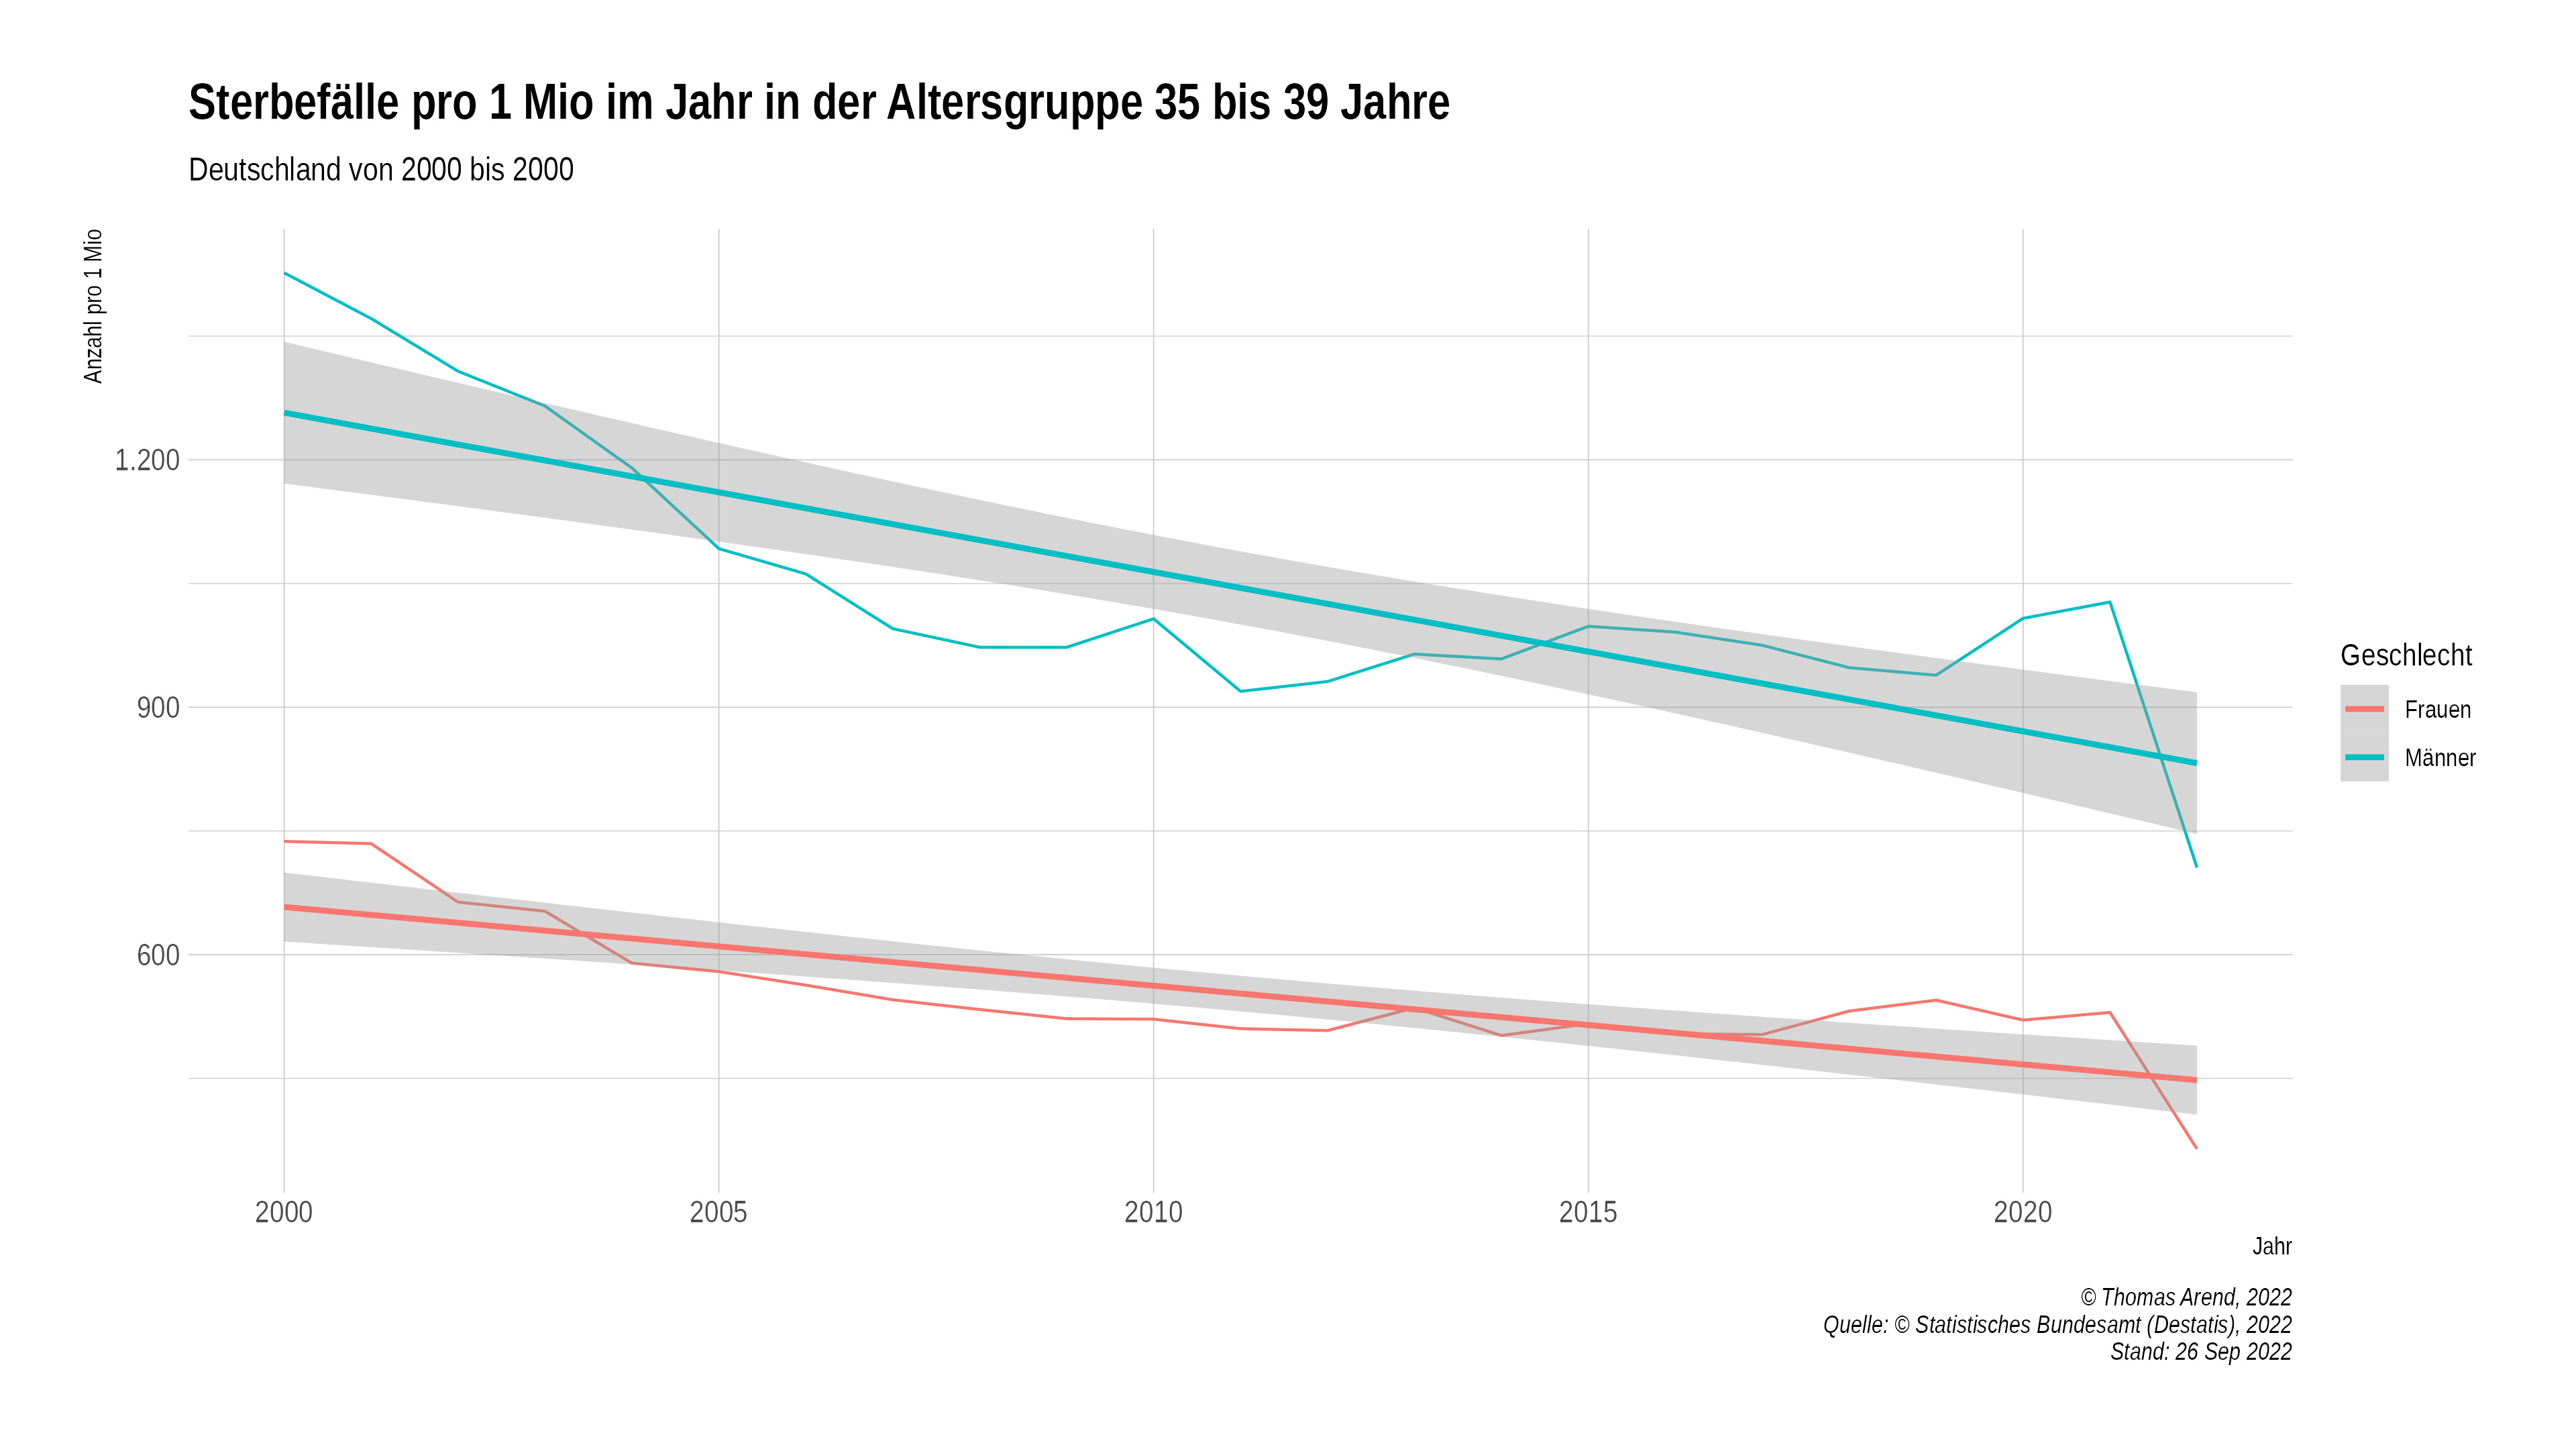 Sterbefälle pro 1 Mio im Jahr in der Altersgruppe 35 bis 39 Jahre
Deutschland von 2000 bis 2000
Anzahl pro 1 Mio
1.200
900
600
2000
2005
2010
2015
2020
Jahr
Geschlecht
Frauen
Männer
© Thomas Arend, 2022
Quelle: © Statistisches Bundesamt (Destatis), 2022
Stand: 26 Sep 2022